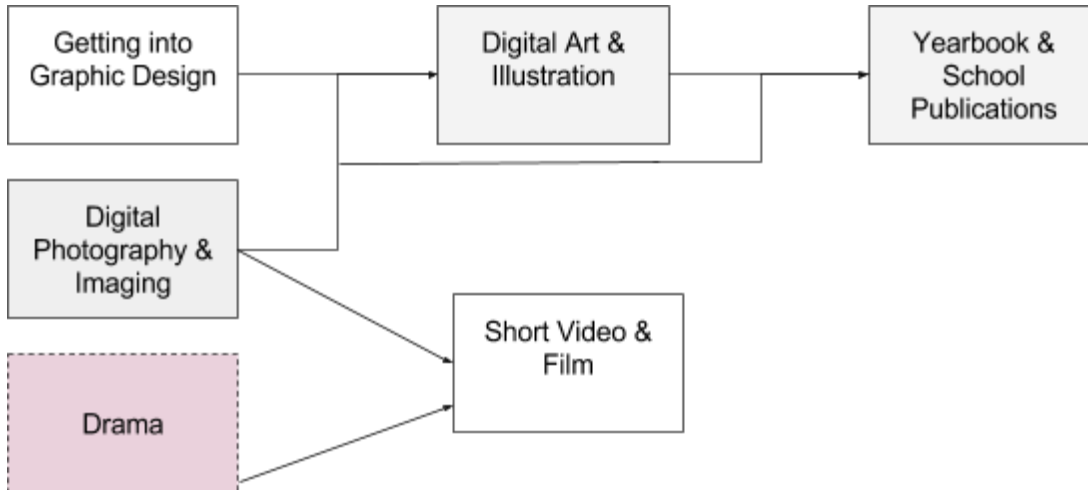 Getting into
Graphic Design
Digital Art &
Illustration
Yearbook &
School
Publications
Digital
Photography &
Imaging
Short Video &
Film
Drama